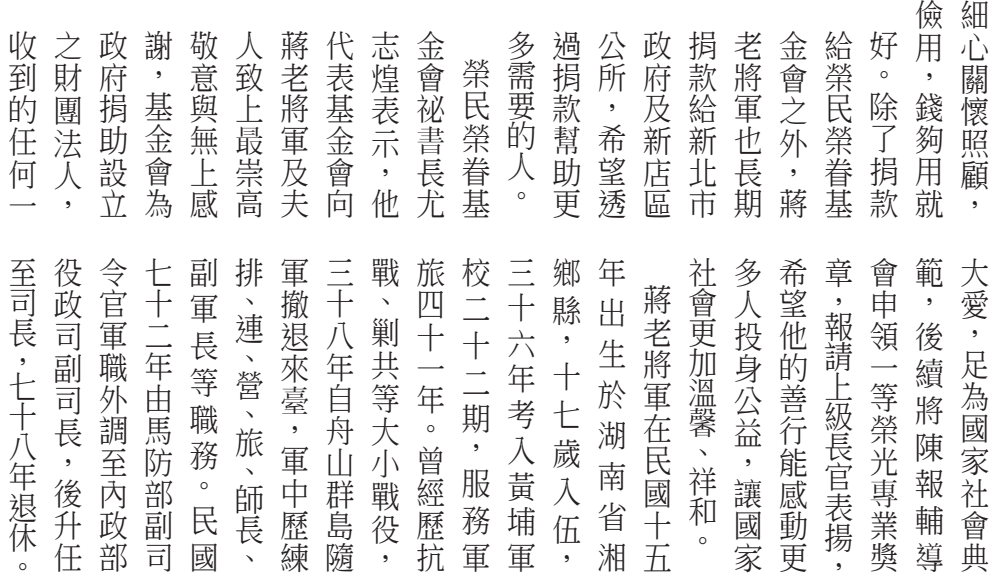 細心關懷照顧，
儉用，錢夠用就
好。除了捐款
給榮民榮眷基
金會之外，蔣
老將軍也長期
捐款給新北市
政府及新店區
公所，希望透
過捐款幫助更
多需要的人。
榮民榮眷基
金會祕書長尤
志煌表示，他
代表基金會向
蔣老將軍及夫
人致上最崇高
敬意與無上感
謝，基金會為
政府捐助設立
之財團法人，
收到的任何一
大愛，足為國家社會典
範，後續將陳報輔導
會申領一等榮光專業獎
章，報請上級長官表揚，
希望他的善行能感動更
多人投身公益，讓國家
社會更加溫馨、祥和。
蔣老將軍在民國十五
年出生於湖南省湘
鄉縣，十七歲入伍，
三十六年考入黃埔軍
校二十二期，服務軍
旅四十一年。曾經歷抗
戰、剿共等大小戰役，
三十八年自舟山群島隨
軍撤退來臺，軍中歷練
排、連、營、旅、師長、
副軍長等職務。民國
七十二年由馬防部副司
令官軍職外調至內政部
役政司副司長，後升任
至司長，七十八年退休。